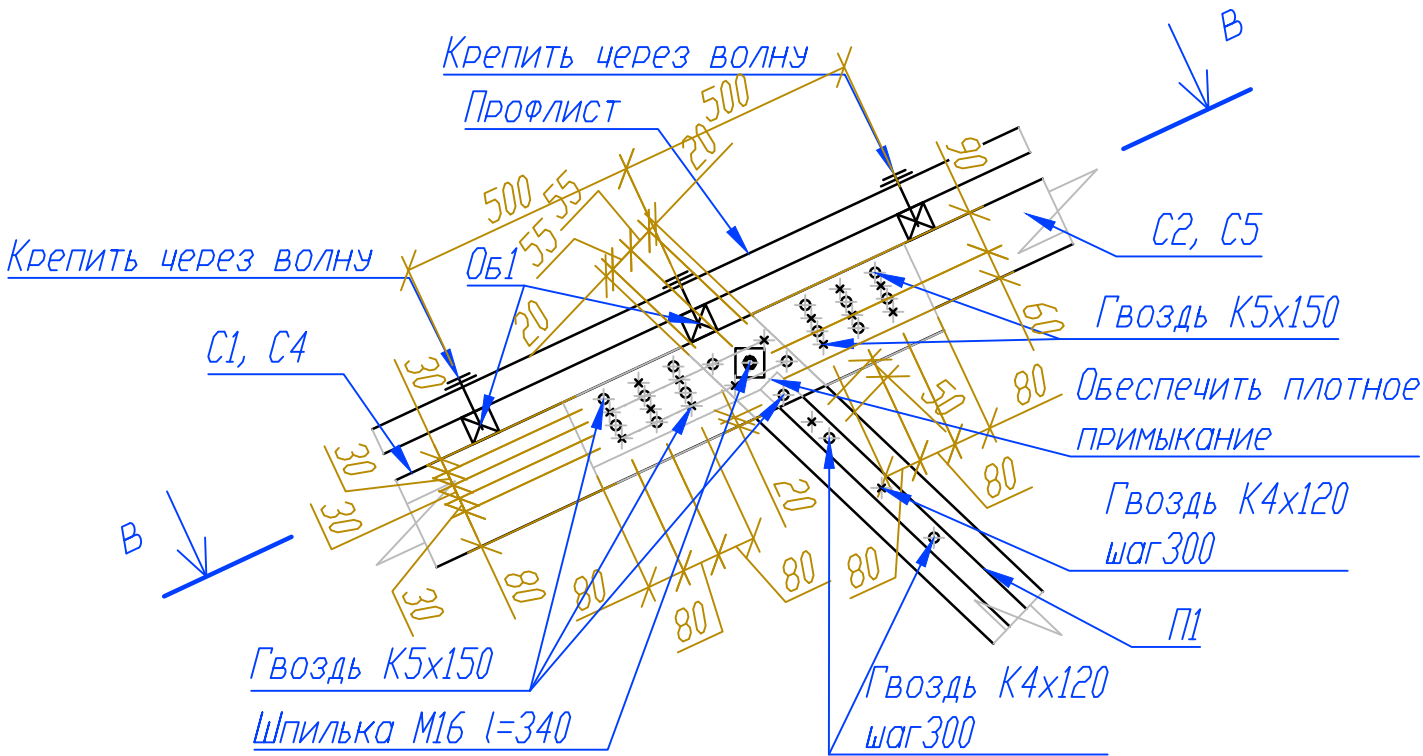 В
Крепить через волну
500
Профлист
20
90
500
55
55
С2, С5
Крепить через волну
Об1
20
60
Гвоздь К5х150
С1, С4
30
80
Обеспечить плотное
примыкание
50
30
80
30
20
Гвоздь К4х120
шаг300
В
30
80
80
80
80
80
П1
Гвоздь К5х150
Гвоздь К4х120
шаг300
Шпилька М16 l=340